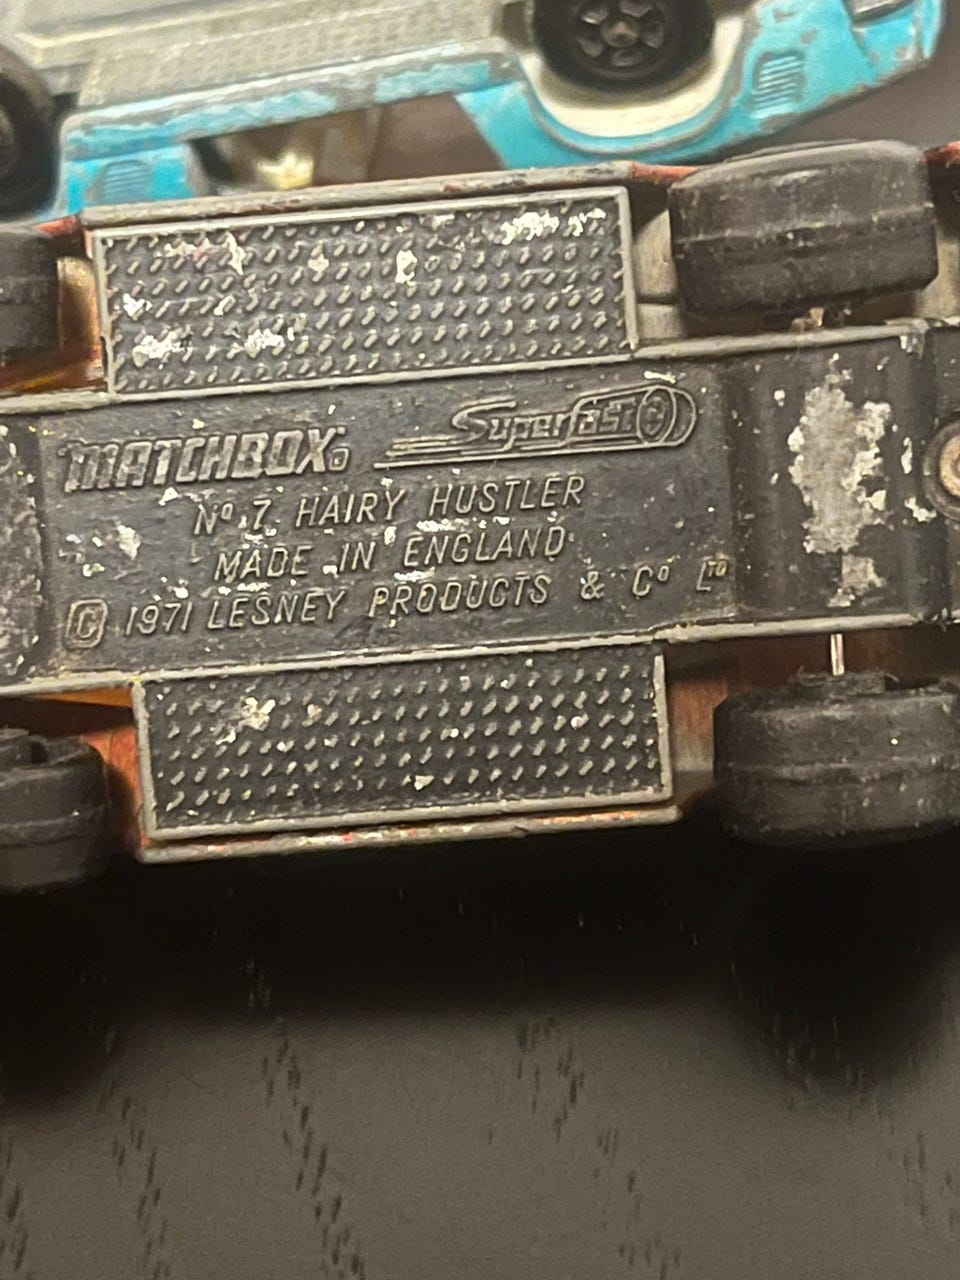 MATCHBOX Superfast
Nº 7 HAIRY HUSTLER
MADE IN ENGLAND
© 1971 LESNEY PRODUCTS & Cº Lᵀᴰ